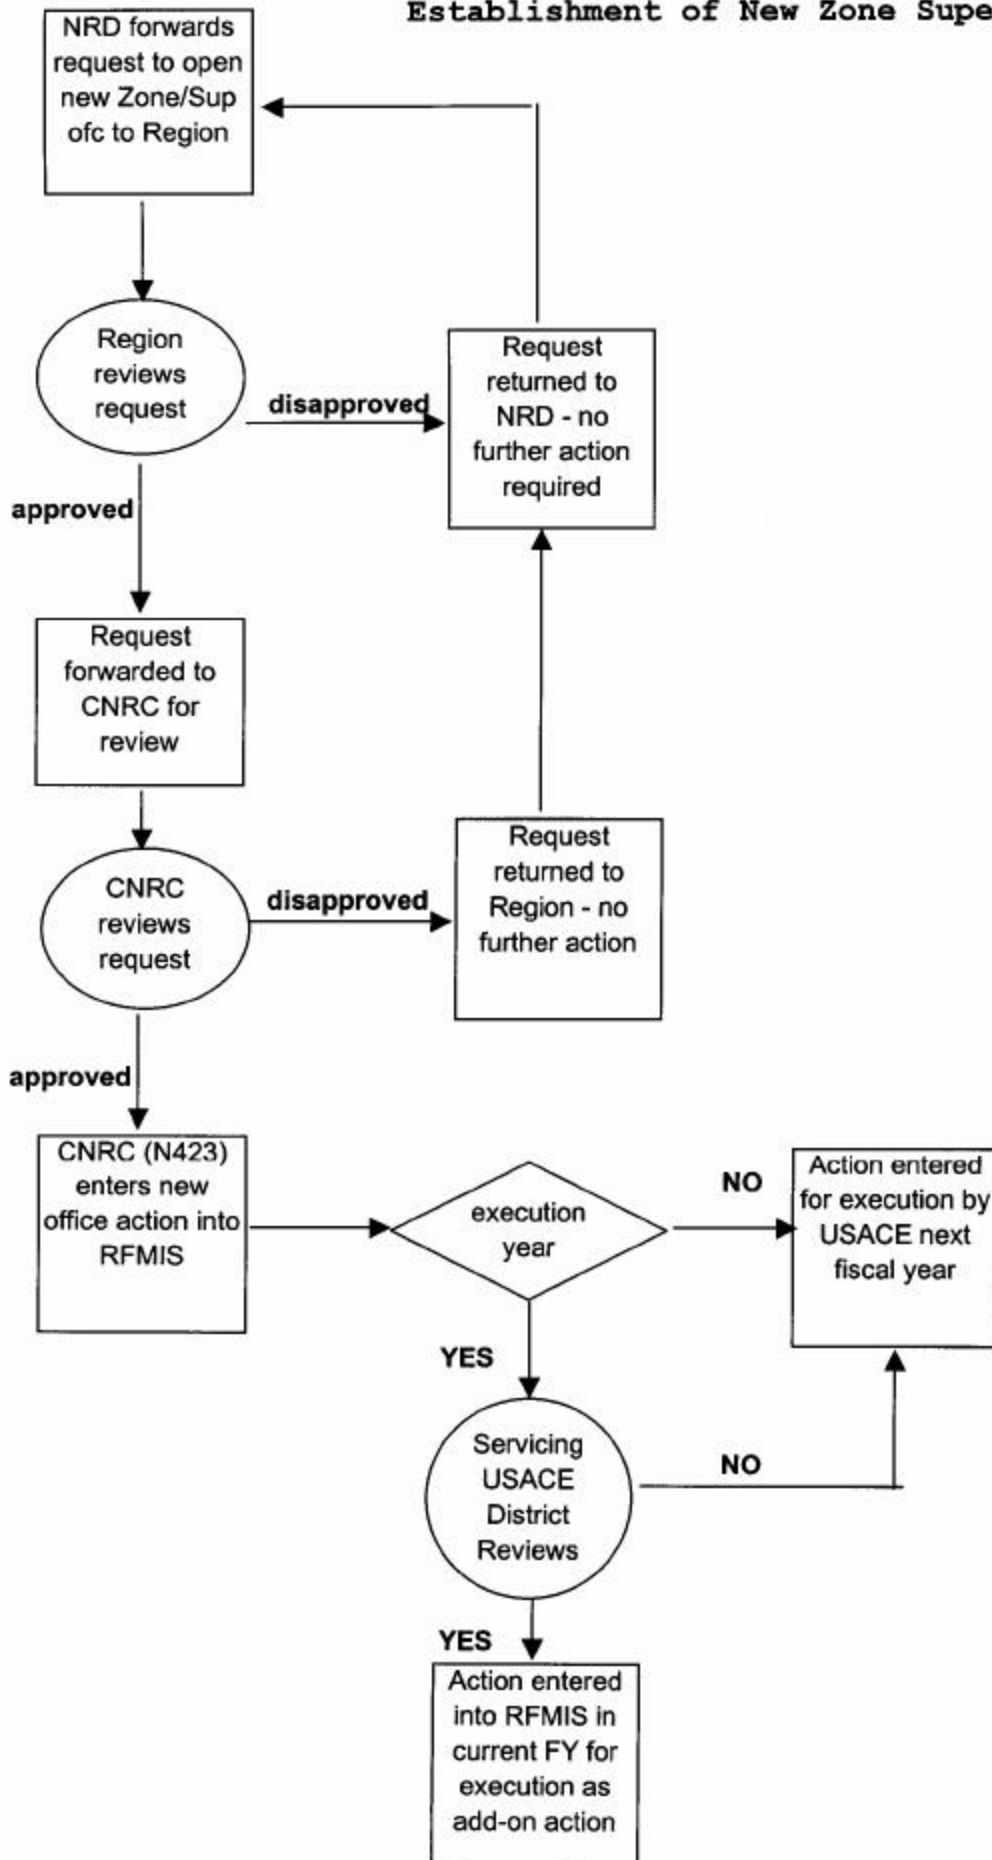 Establishment of New Zone Supe
NRD forwards
request to open
new Zone/Sup
ofc to Region
Region
reviews
request
disapproved
Request
returned to
NRD - no
further action
required
approved
Request
forwarded to
CNRC for
review
CNRC
reviews
request
disapproved
Request
returned to
Region - no
further action
approved
CNRC (N423)
enters new
office action into
RFMIS
execution
year
NO
Action entered
for execution by
USACE next
fiscal year
YES
Servicing
USACE
District
Reviews
NO
YES
Action entered
into RFMIS in
current FY for
execution as
add-on action